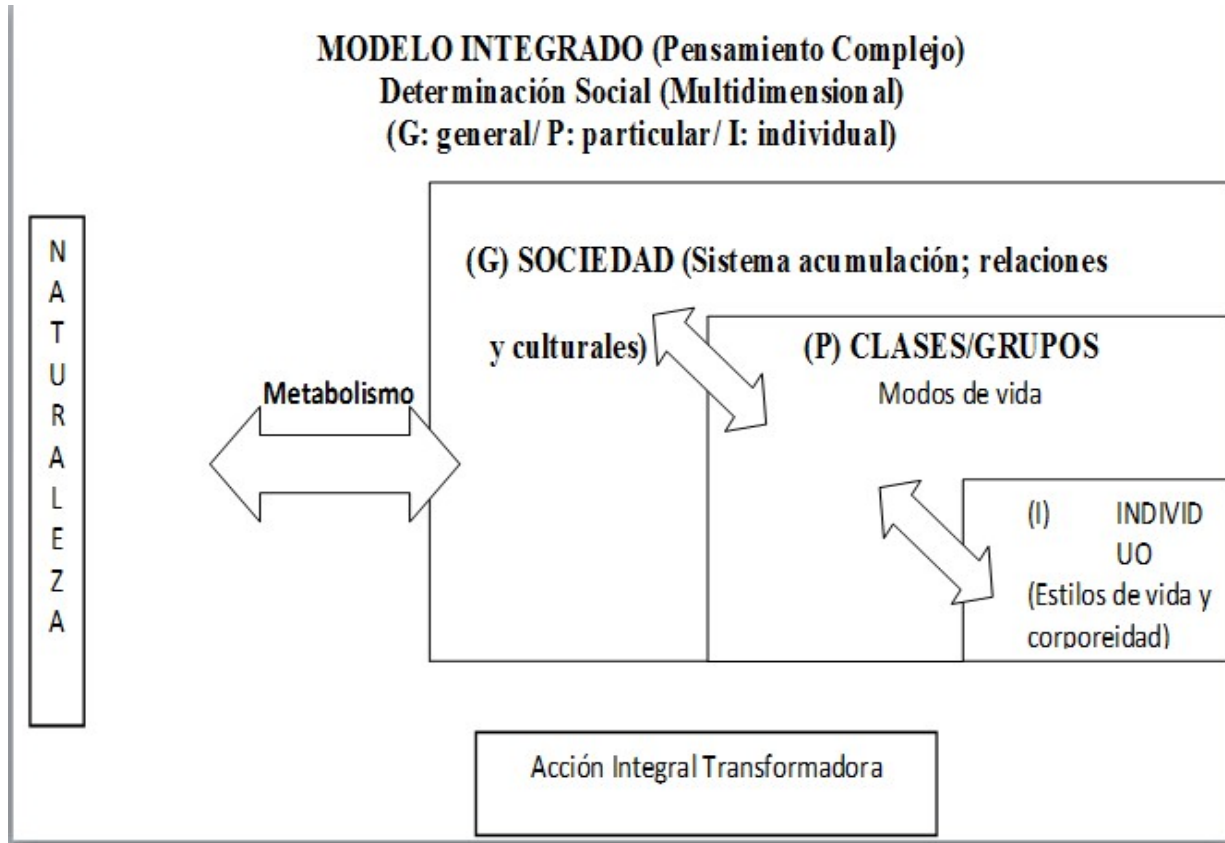 MODELO INTEGRADO (Pensamiento Complejo)
Determinación Social (Multidimensional)
(G: general/ P: particular/ I: individual)
NATURALEZA
Metabolismo
(G) SOCIEDAD (Sistema acumulación; relaciones
y culturales)
(P) CLASES/GRUPOS
Modos de vida
(I) INDIVID
UO
(Estilos de vida y
corporeidad)
Acción Integral Transformadora